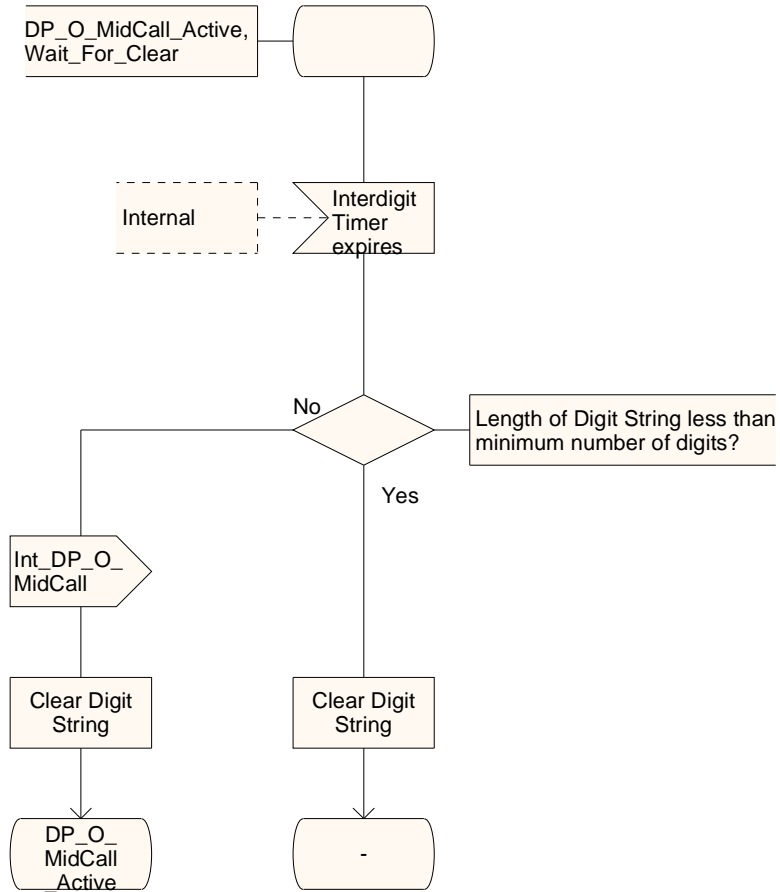 DP_O_MidCall_Active,
Wait_For_Clear
Internal
Interdigit
Timer
expires
No
Length of Digit String less than
minimum number of digits?
Yes
Int_DP_O_
MidCall
Clear Digit
String
Clear Digit
String
DP_O_
MidCall
_Active
-